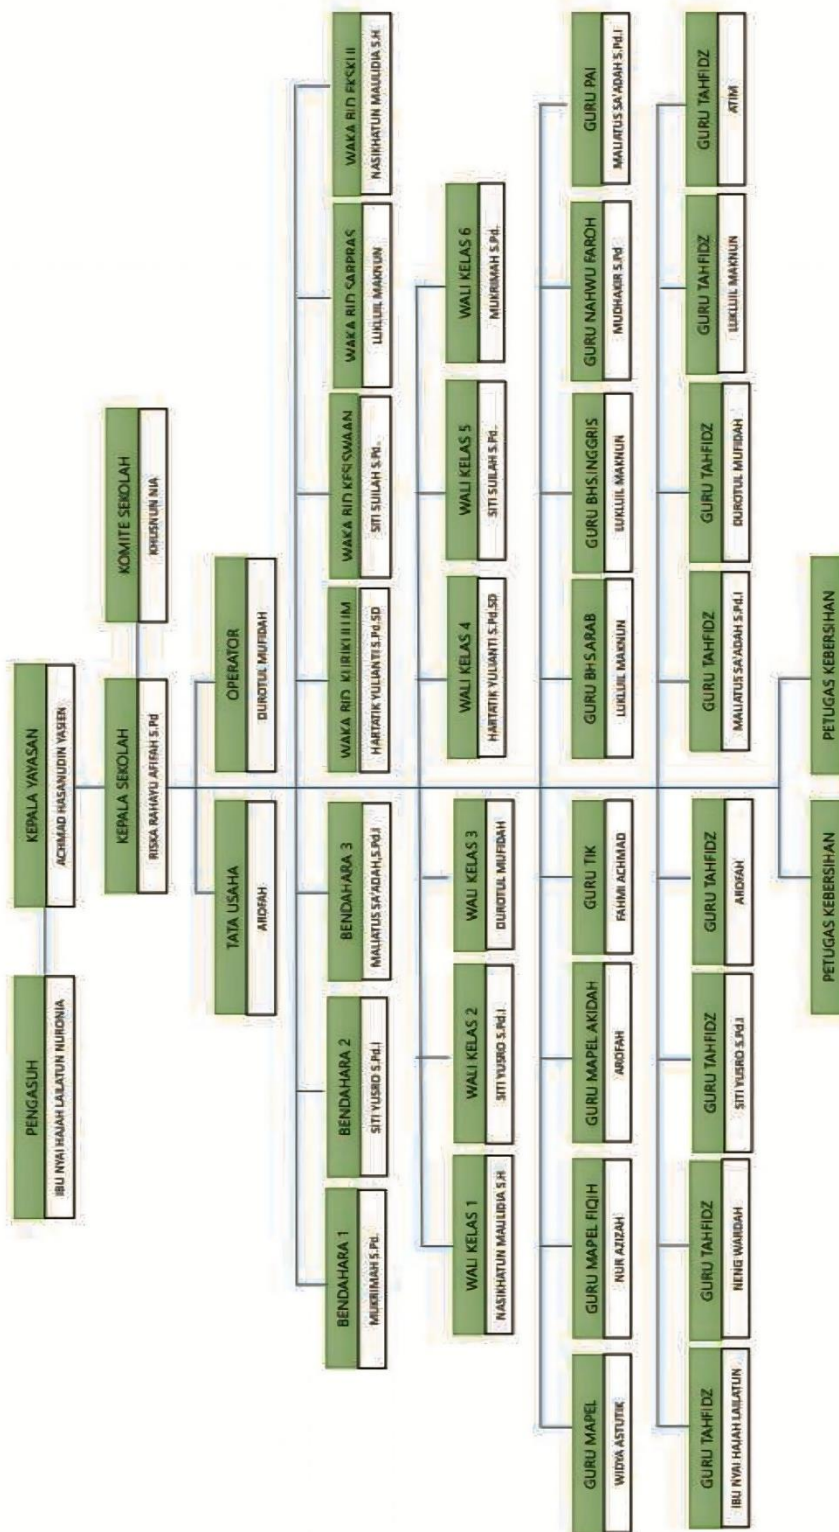 PENGASUH
IBU NYAI HAJAH LAILATUN NURONIA
KEPALA YAYASAN
ACHMAD HASANUDIN YASIEN
KEPALA SEKOLAH
RISKA RAHAYU AFIFAH S.Pd
KOMITE SEKOLAH
KHUSNUN NIA
TATA USAHA
AROFAH
OPERATOR
DUROTUL MUFIDAH
BENDAHARA 1
MUKRIMAH S.Pd.
BENDAHARA 2
SITI YUSRO S.Pd.I
BENDAHARA 3
MALIATUS SA'ADAH,S.Pd.I
WAKA BID KURIKULUM
HARTATIK YULIANTI S.Pd.SD
WAKA BID KESISWAAN
SITI SUILAH S.Pd.
WAKA BID SARPRAS
LUKLUIL MAKNUN
WAKA BID EKSKUL
NASIKHATUN MAULIDIA S.H
WALI KELAS 1
NASIKHATUN MAULIDIA S.H
WALI KELAS 2
SITI YUSRO S.Pd.I
WALI KELAS 3
DUROTUL MUFIDAH
WALI KELAS 4
HARTATIK YULIANTI S.Pd.SD
WALI KELAS 5
SITI SUILAH S.Pd.
WALI KELAS 6
MUKRIMAH S.Pd.
GURU MAPEL
WIDYA ASTUTIK
GURU MAPEL FIQIH
NUR AZIZAH
GURU MAPEL AKIDAH
AROFAH
GURU TIK
FAHMI ACHMAD
GURU BHS.ARAB
LUKLUIL MAKNUN
GURU BHS.INGGRIS
LUKLUIL MAKNUN
GURU NAHWU FAROH
MUDHAKIR S.Pd
GURU PAI
MALIATUS SA'ADAH S.Pd.I
GURU TAHFIDZ
IBU NYAI HAJAH LAILATUN
GURU TAHFIDZ
NENG WARDAH
GURU TAHFIDZ
SITI YUSRO S.Pd.I
GURU TAHFIDZ
AROFAH
GURU TAHFIDZ
MALIATUS SA'ADAH S.Pd.I
GURU TAHFIDZ
DUROTUL MUFIDAH
GURU TAHFIDZ
LUKLUIL MAKNUN
GURU TAHFIDZ
ATIM
PETUGAS KEBERSIHAN
PETUGAS KEBERSIHAN